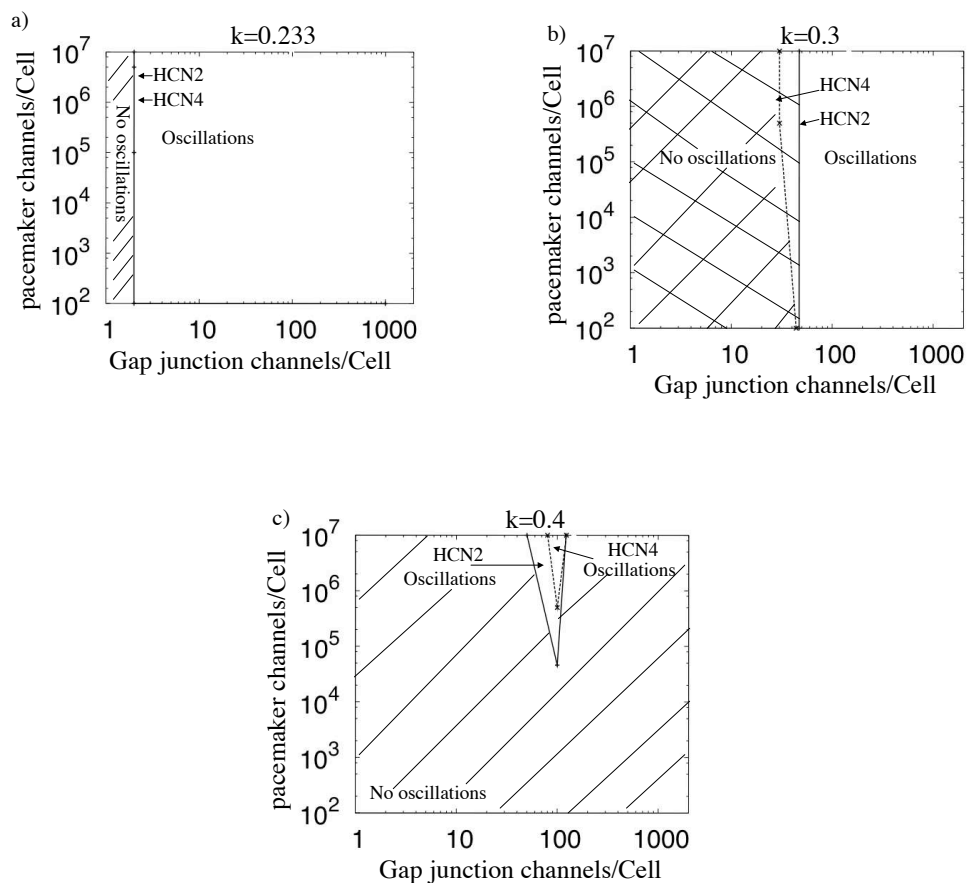 a)
k=0.233
10^7
10^6
10^5
10^4
10^3
10^2
pacemaker channels/Cell
HCN2
HCN4
No oscillations
Oscillations
1 10 100 1000
Gap junction channels/Cell
b)
k=0.3
10^7
10^6
10^5
10^4
10^3
10^2
pacemaker channels/Cell
HCN4
HCN2
No oscillations
Oscillations
1 10 100 1000
Gap junction channels/Cell
c)
k=0.4
10^7
10^6
10^5
10^4
10^3
10^2
pacemaker channels/Cell
HCN2
Oscillations
HCN4
Oscillations
No oscillations
1 10 100 1000
Gap junction channels/Cell